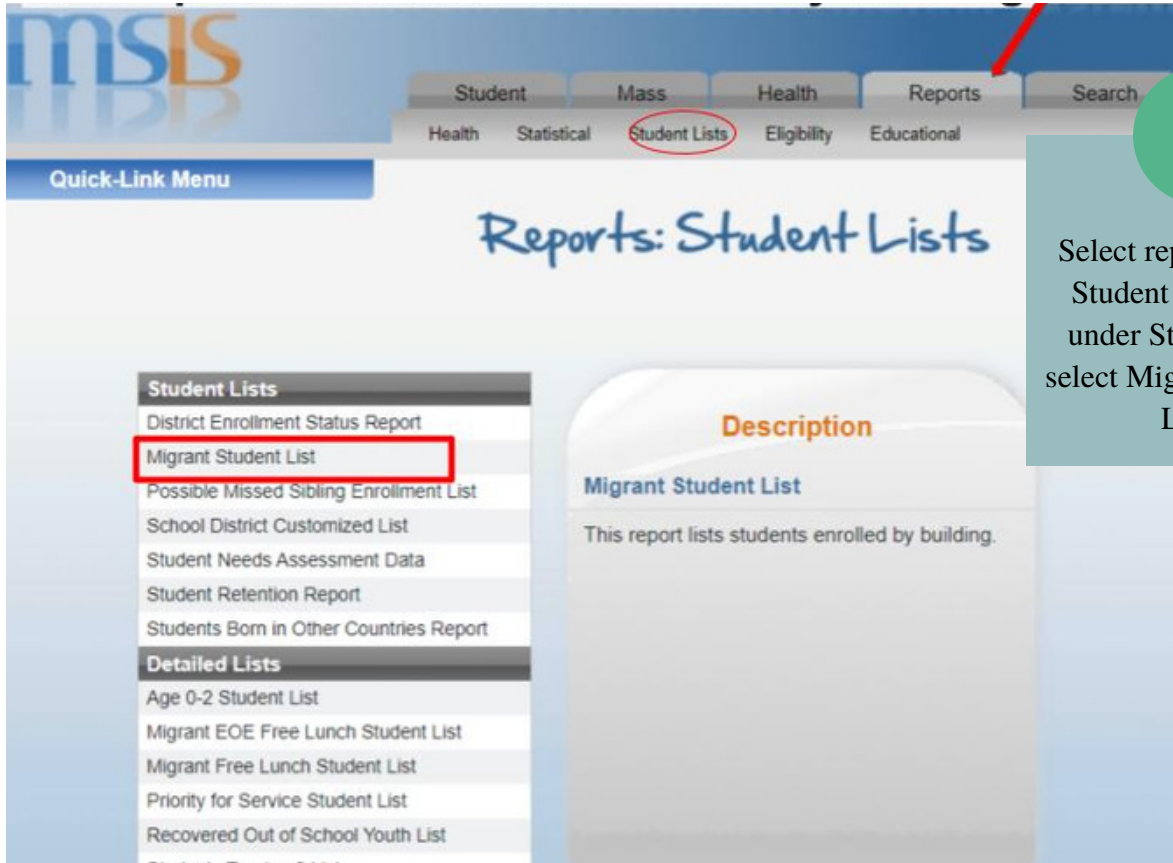 msis
Student Mass Health Reports Search
Health Statistical Student Lists Eligibility Educational
Quick-Link Menu
Reports: Student Lists
Select
Student
under
select
Student Lists
District Enrollment Status Report
Migrant Student List
Possible Missed Sibling Enrollment List
School District Customized List
Student Needs Assessment Data
Student Retention Report
Students Born in Other Countries Report
Detailed Lists
Age 0-2 Student List
Migrant EOE Free Lunch Student List
Migrant Free Lunch Student List
Priority for Service Student List
Recovered Out of School Youth List
Description
Migrant Student List
This report lists students enrolled by building.